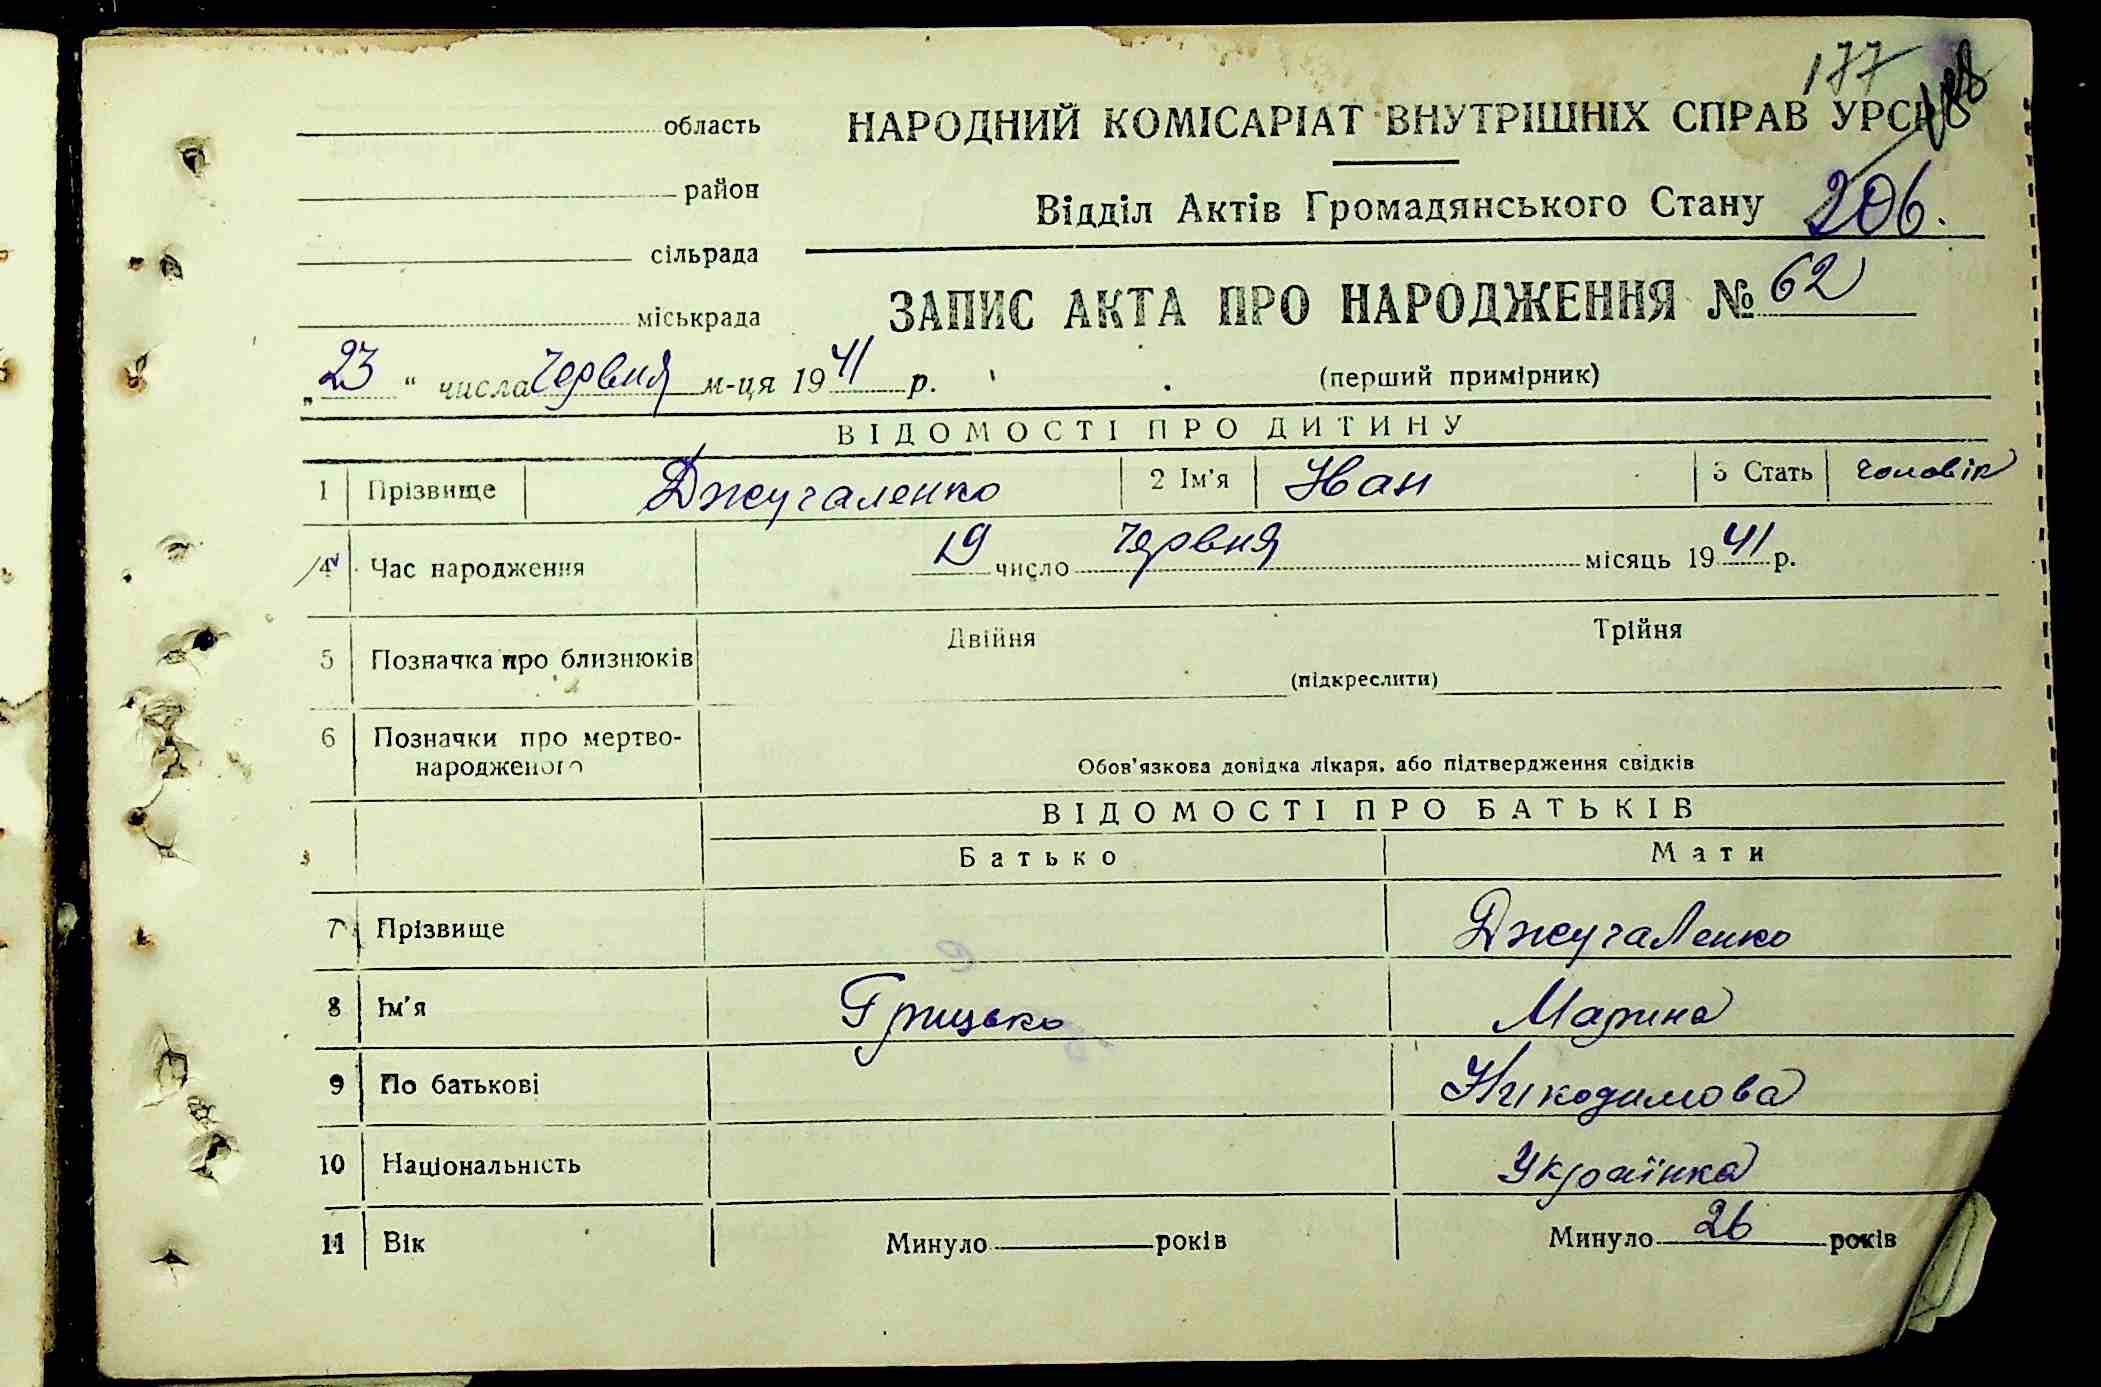 177
188
область
НАРОДНИЙ КОМІСАРІАТ ВНУТРІШНІХ СПРАВ УРСР
район
Відділ Актів Громадянського Стану 206.
сільрада
міськрада
ЗАПИС АКТА ПРО НАРОДЖЕННЯ № 62
„23" числа червня м-ця 1941 р.
(перший примірник)
ВІДОМОСТІ ПРО ДИТИНУ
1 Прізвище Джугаленко 2 Ім'я Иван 3 Стать чоловік
4 Час народження 19 число червня місяць 1941 р.
5 Позначка про близнюків Двійня Трійня
(підкреслити)
6 Позначки про мертво-
народженого
Обов'язкова довідка лікаря, або підтвердження свідків
ВІДОМОСТІ ПРО БАТЬКІВ
Батько Мати
7 Прізвище Джугаленко
8 Ім'я Грицько Марина
9 По батькові Никодимова
10 Національність Українка
11 Вік Минуло років Минуло 26 років